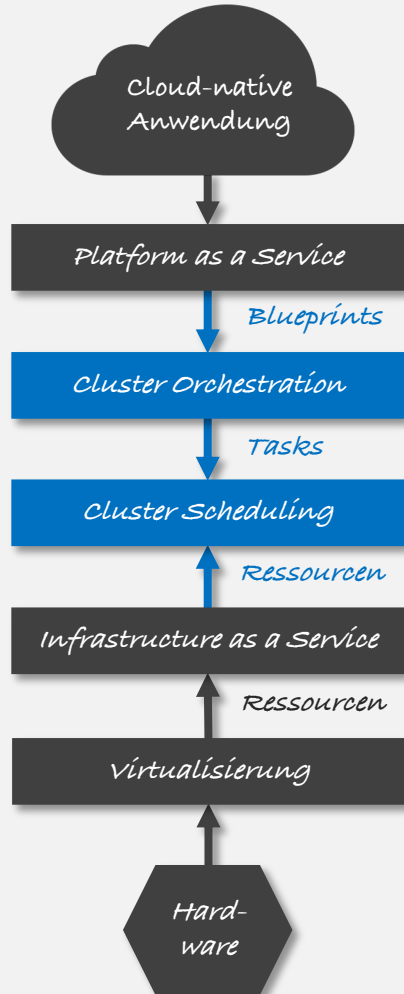 Cloud-native
Anwendung
Platform as a Service
Blueprints
Cluster Orchestration
Tasks
Cluster Scheduling
Ressourcen
Infrastructure as a Service
Ressourcen
Virtualisierung
Hard-
ware